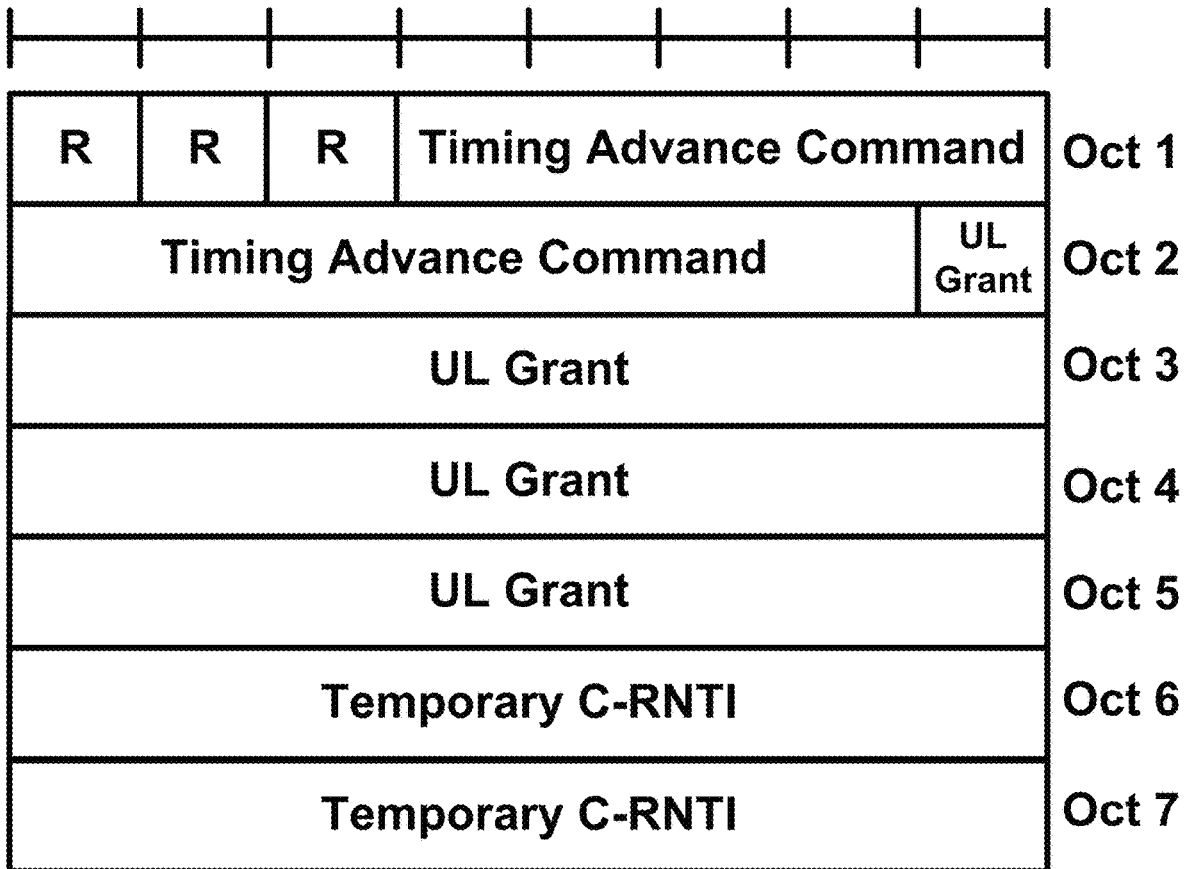 R R R Timing Advance Command Oct 1
Timing Advance Command UL Grant Oct 2
UL Grant Oct 3
UL Grant Oct 4
UL Grant Oct 5
Temporary C-RNTI Oct 6
Temporary C-RNTI Oct 7